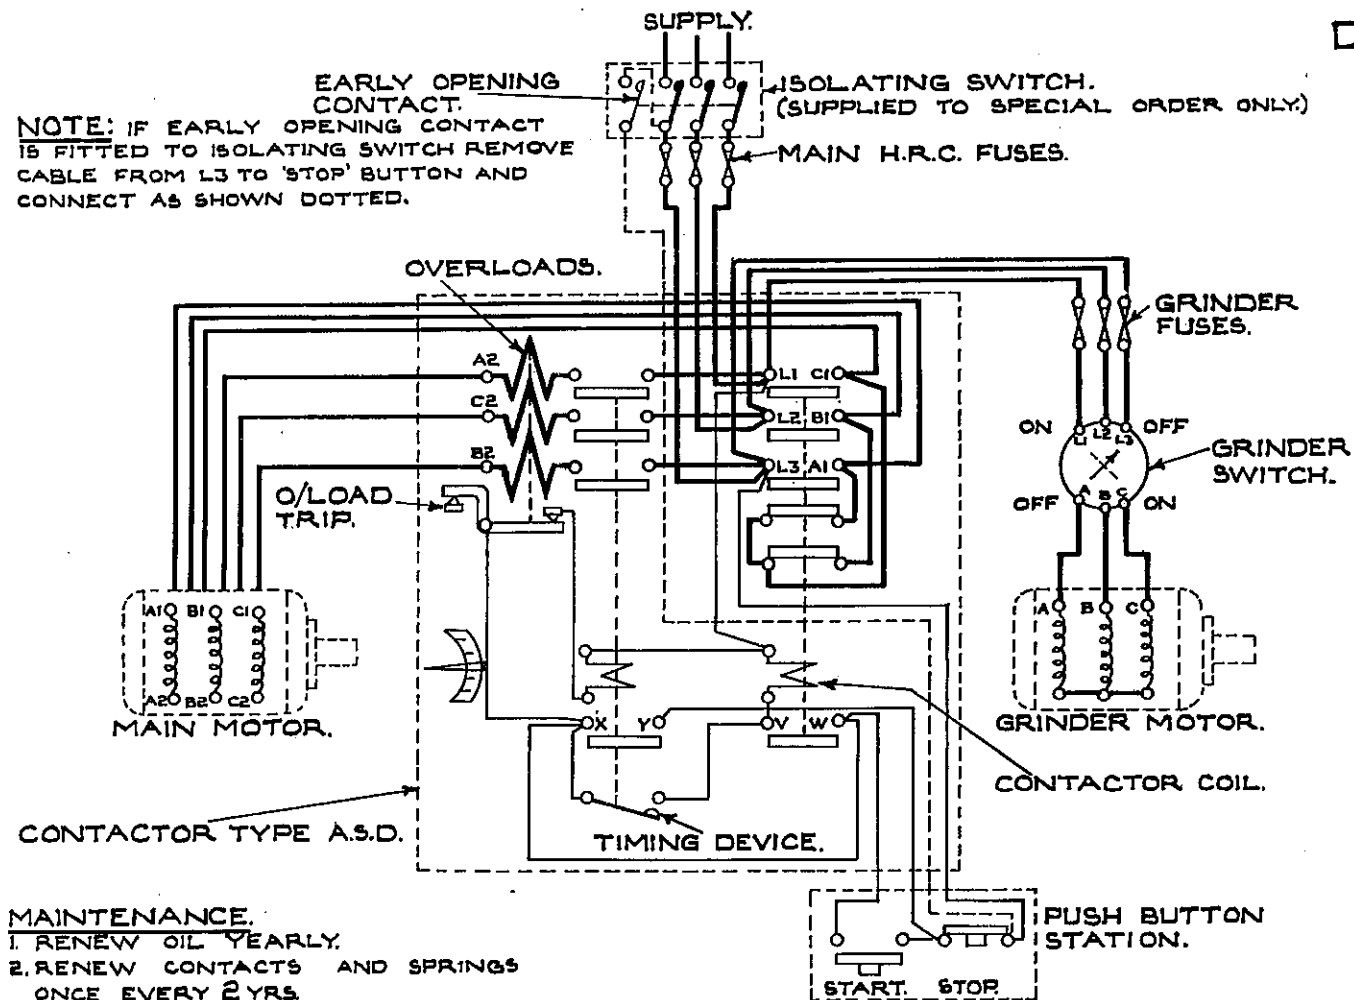 SUPPLY.
EARLY OPENING
CONTACT.
ISOLATING SWITCH.
(SUPPLIED TO SPECIAL ORDER ONLY.)
NOTE: IF EARLY OPENING CONTACT
IS FITTED TO ISOLATING SWITCH REMOVE
CABLE FROM L3 TO 'STOP' BUTTON AND
CONNECT AS SHOWN DOTTED.
MAIN H.R.C. FUSES.
OVERLOADS.
GRINDER
FUSES.
A2
L1 C1
C2
L2 B1
B2
L3 A1
ON
L1 L2 L3
OFF
GRINDER
SWITCH.
OFF
A B C
ON
O/LOAD
TRIP.
A1 B1 C1
A2 B2 C2
MAIN MOTOR.
A B C
GRINDER MOTOR.
X Y
V W
CONTACTOR COIL.
CONTACTOR TYPE A.S.D.
TIMING DEVICE.
MAINTENANCE.
1. RENEW OIL YEARLY.
2. RENEW CONTACTS AND SPRINGS
ONCE EVERY 2 YRS
PUSH BUTTON
STATION.
START. STOP.